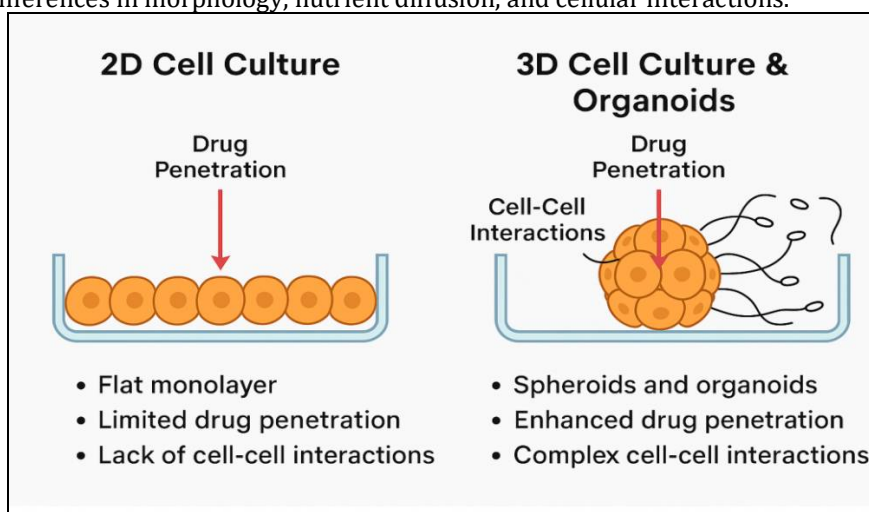 differences in morphology, nutrient diffusion, and cellular interactions.
2D Cell Culture
Drug
Penetration
• Flat monolayer
• Limited drug penetration
• Lack of cell-cell interactions
3D Cell Culture &
Organoids
Drug
Penetration
Cell-Cell
Interactions
• Spheroids and organoids
• Enhanced drug penetration
• Complex cell-cell interactions